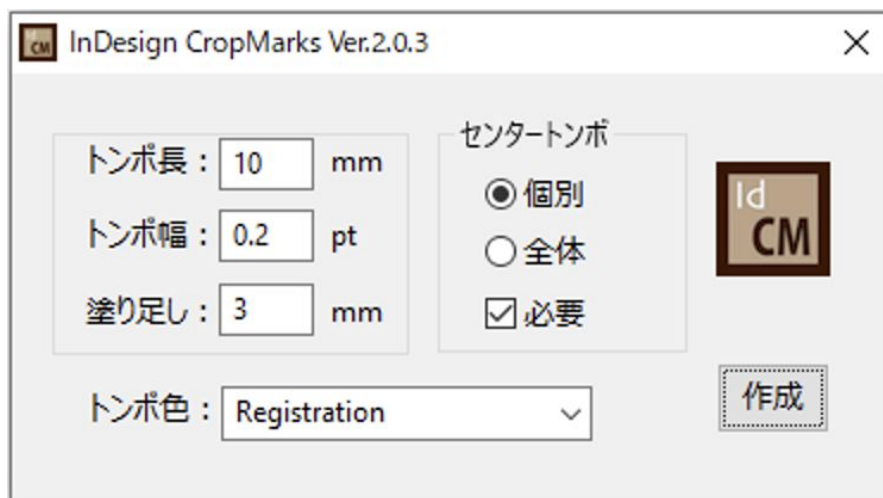 InDesign CropMarks Ver.2.0.3
トンボ長： 10 mm
トンボ幅： 0.2 pt
塗り足し： 3 mm
センタートンボ
個別
全体
必要
Id
CM
トンボ色： Registration
作成